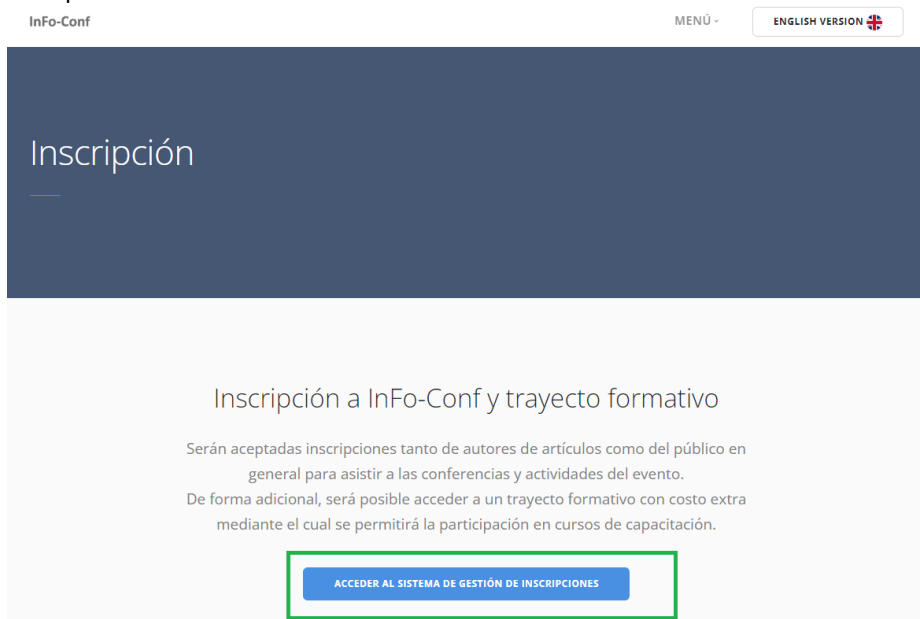 InFo-Conf
MENÚ
ENGLISH VERSION
Inscripción
Inscripción a InFo-Conf y trayecto formativo
Serán aceptadas inscripciones tanto de autores de artículos como del público en
general para asistir a las conferencias y actividades del evento.
De forma adicional, será posible acceder a un trayecto formativo con costo extra
mediante el cual se permitirá la participación en cursos de capacitación.
ACCEDER AL SISTEMA DE GESTIÓN DE INSCRIPCIONES